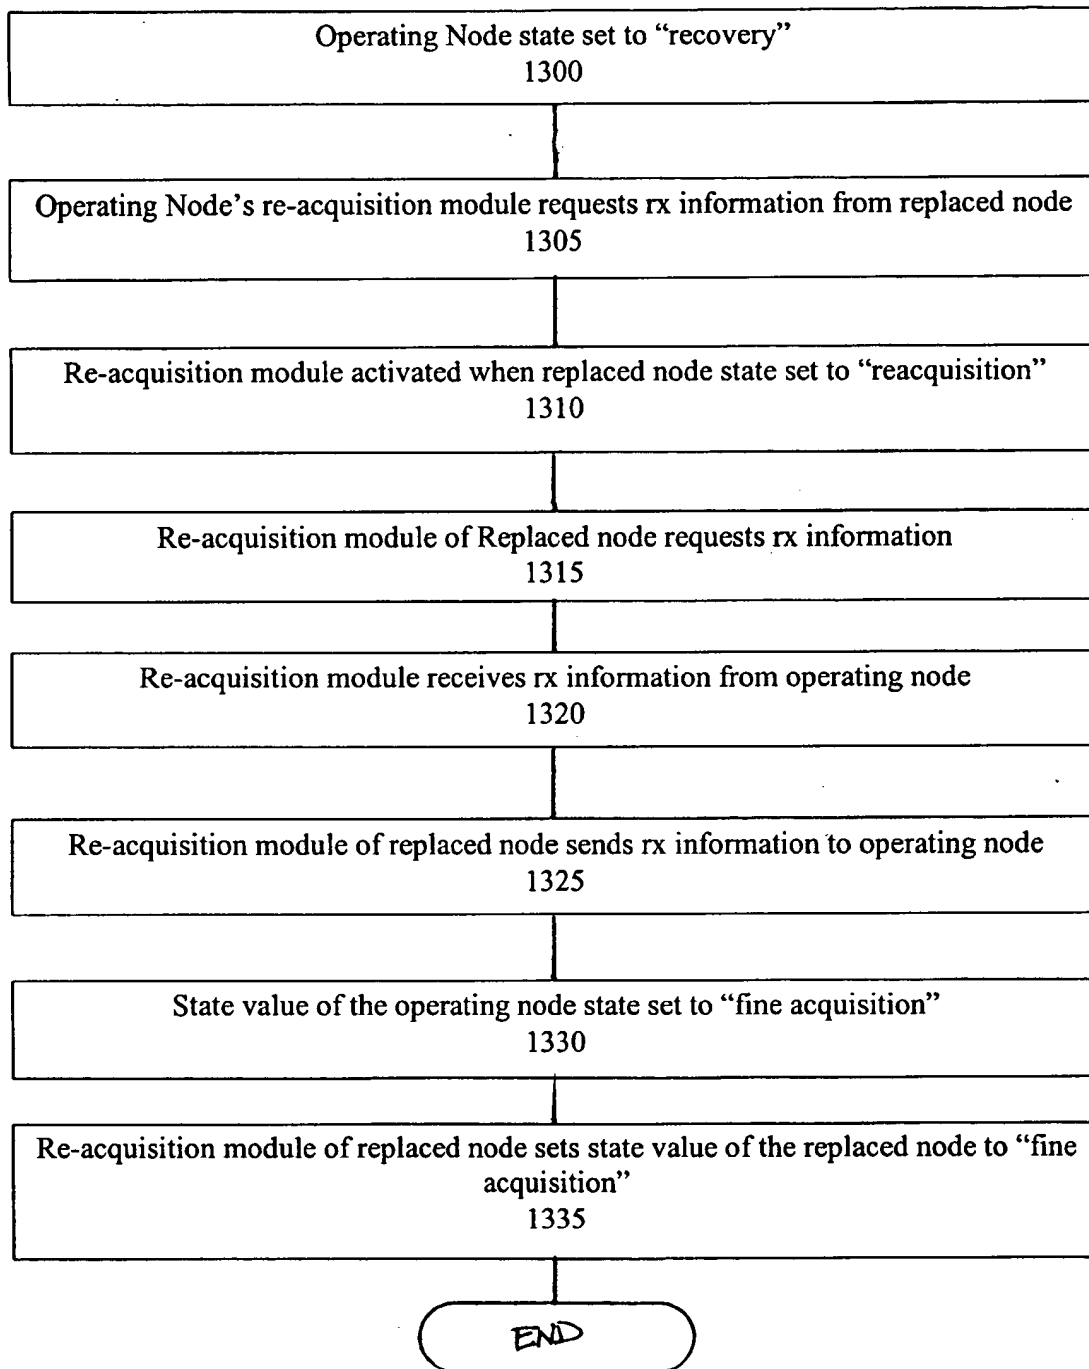 Operating Node state set to “recovery”
1300
Operating Node’s re-acquisition module requests rx information from replaced node
1305
Re-acquisition module activated when replaced node state set to “reacquisition”
1310
Re-acquisition module of Replaced node requests rx information
1315
Re-acquisition module receives rx information from operating node
1320
Re-acquisition module of replaced node sends rx information to operating node
1325
State value of the operating node state set to “fine acquisition”
1330
Re-acquisition module of replaced node sets state value of the replaced node to “fine
acquisition”
1335
END